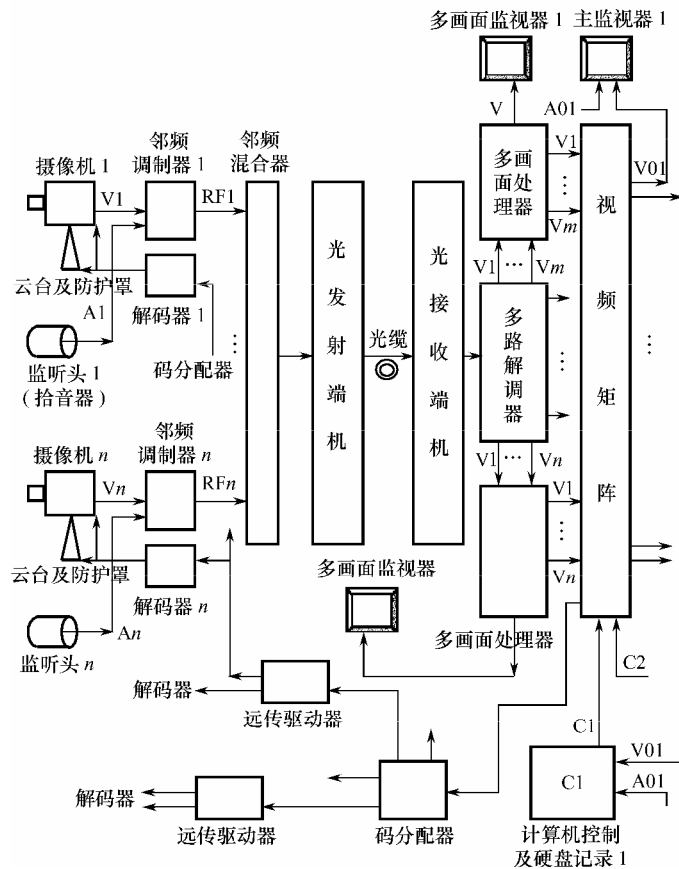 多画面监视器 1
主监视器 1
V
A01
邻频
调制器 1
邻频
混合器
摄像机 1
V1
RF1
多画
面处
理器
V1
⋮
Vm
V01
云台及防护罩
解码器 1
A1
码分配器
⋮
监听头 1
(拾音器)
光发射端机
光缆
光接收端机
V1
…
Vm
多路解调器
⋮
视频矩阵
⋮
邻频
调制器 n
摄像机 n
Vn
RFn
V1
…
Vn
V1
⋮
Vn
云台及防护罩
解码器 n
An
监听头 n
多画面监视器
多画面处理器
C2
解码器
远传驱动器
C1
V01
A01
C1
解码器
远传驱动器
码分配器
计算机控制
及硬盘记录 1